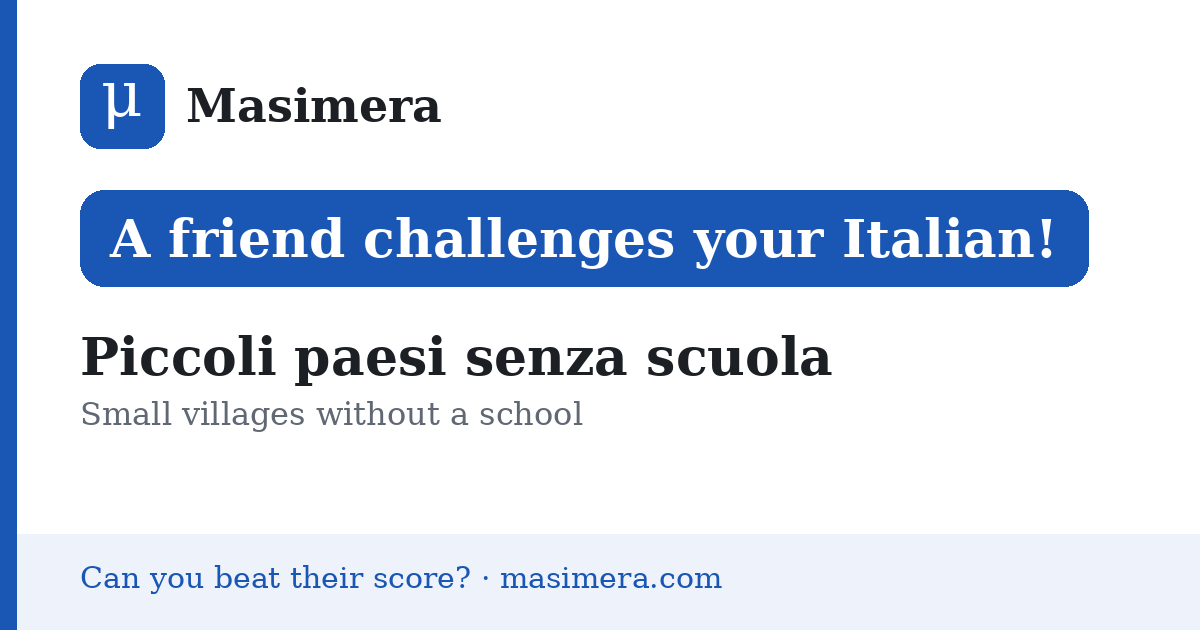 μ Masimera
A friend challenges your Italian!
Piccoli paesi senza scuola
Small villages without a school
Can you beat their score? · masimera.com